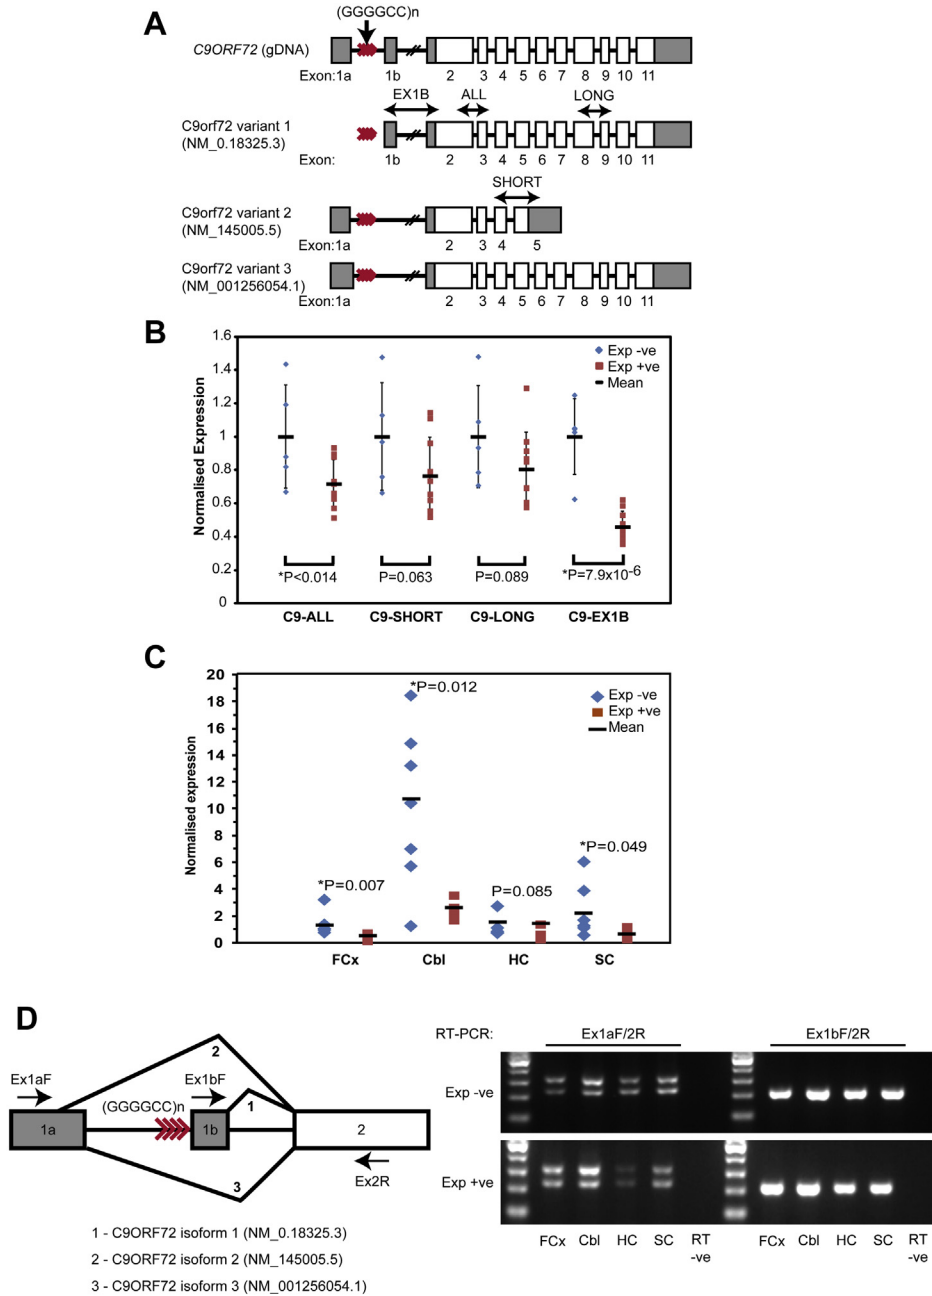 A
(GGGGCC)n
C9ORF72 (gDNA)
Exon:1a 1b 2 3 4 5 6 7 8 9 10 11
EX1B ALL LONG
C9orf72 variant 1
(NM_0.18325.3)
Exon: 1b 2 3 4 5 6 7 8 9 10 11
SHORT
C9orf72 variant 2
(NM_145005.5)
Exon:1a 2 3 4 5
C9orf72 variant 3
(NM_001256054.1)
Exon:1a 2 3 4 5 6 7 8 9 10 11
B
Normalised Expression
1.6
1.4
1.2
1
0.8
0.6
0.4
0.2
0
Exp -ve
Exp +ve
Mean
*P<0.014 P=0.063 P=0.089 *P=7.9x10-6
C9-ALL C9-SHORT C9-LONG C9-EX1B
C
Normalised expression
20
18
16
14
12
10
8
6
4
2
0
Exp -ve
Exp +ve
Mean
*P=0.007
*P=0.012
P=0.085
*P=0.049
FCx Cbl HC SC
D
2
Ex1aF
Ex1bF
1
(GGGGCC)n
1a
1b
2
3
Ex2R
1 - C9ORF72 isoform 1 (NM_0.18325.3)
2 - C9ORF72 isoform 2 (NM_145005.5)
3 - C9ORF72 isoform 3 (NM_001256054.1)
RT-PCR: Ex1aF/2R Ex1bF/2R
Exp -ve
Exp +ve
FCx Cbl HC SC RT -ve FCx Cbl HC SC RT -ve